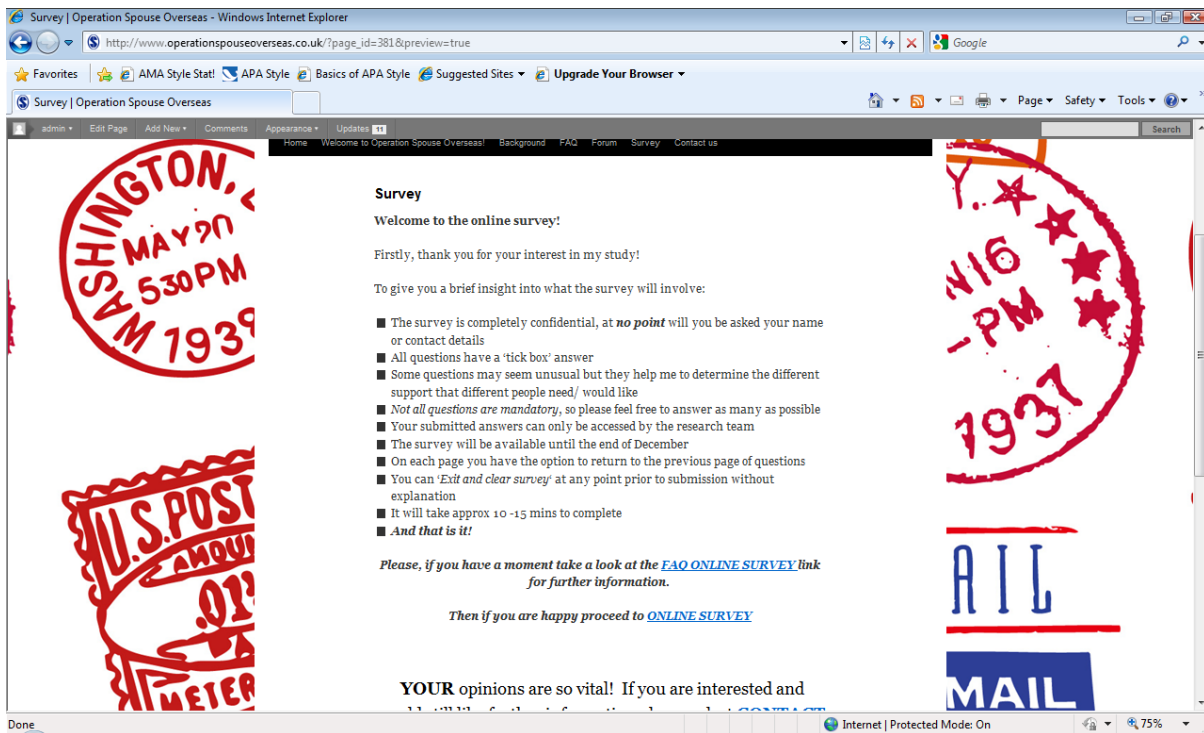 Survey | Operation Spouse Overseas - Windows Internet Explorer
http://www.operationspouseoverseas.co.uk/?page_id=381&preview=true
Google
Favorites AMA Style Stat! APA Style Basics of APA Style Suggested Sites Upgrade Your Browser
Survey | Operation Spouse Overseas
Page Safety Tools
admin Edit Page Add New Comments Appearance Updates 11 Search
Home Welcome to Operation Spouse Overseas! Background FAQ Forum Survey Contact us
Survey
Welcome to the online survey!
Firstly, thank you for your interest in my study!
To give you a brief insight into what the survey will involve:
The survey is completely confidential, at no point will you be asked your name
or contact details
All questions have a 'tick box' answer
Some questions may seem unusual but they help me to determine the different
support that different people need/ would like
Not all questions are mandatory, so please feel free to answer as many as possible
Your submitted answers can only be accessed by the research team
The survey will be available until the end of December
On each page you have the option to return to the previous page of questions
You can 'Exit and clear survey' at any point prior to submission without
explanation
It will take approx 10 -15 mins to complete
And that is it!
Please, if you have a moment take a look at the FAQ ONLINE SURVEY link
for further information.
Then if you are happy proceed to ONLINE SURVEY
YOUR opinions are so vital! If you are interested and
WASHINGTON,
MAY 20
530 PM
1939
U.S.POST
AMOU
.01
METER
N16
-PM
1937
AIL
MAIL
Done
Internet | Protected Mode: On
75%